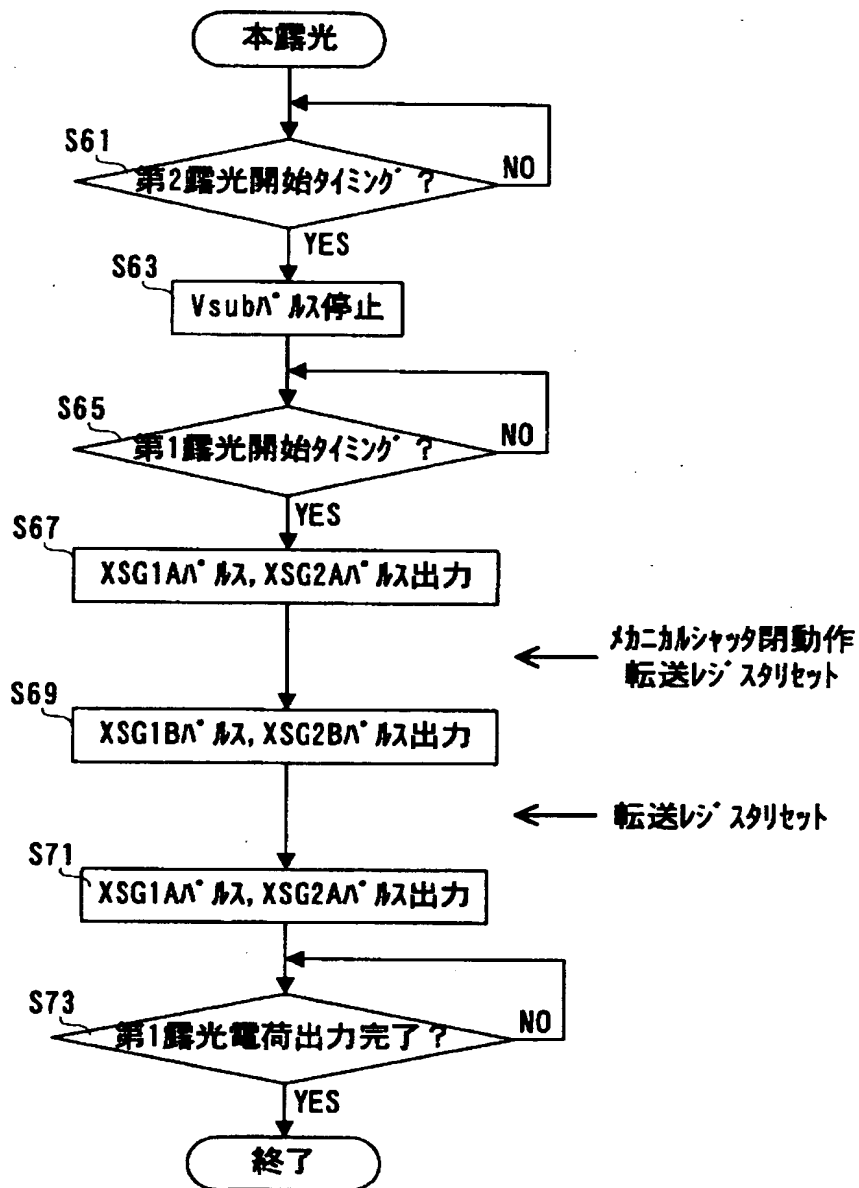 本露光
S61
第2露光開始ﾀｲﾐﾝｸﾞ?
NO
YES
S63
Vsubﾊﾟﾙｽ停止
S65
第1露光開始ﾀｲﾐﾝｸﾞ?
NO
YES
S67
XSG1Aﾊﾟﾙｽ,XSG2Aﾊﾟﾙｽ出力
ﾒｶﾆｶﾙｼｬｯﾀ閉動作
転送ﾚｼﾞｽﾀﾘｾｯﾄ
S69
XSG1Bﾊﾟﾙｽ,XSG2Bﾊﾟﾙｽ出力
転送ﾚｼﾞｽﾀﾘｾｯﾄ
S71
XSG1Aﾊﾟﾙｽ,XSG2Aﾊﾟﾙｽ出力
S73
第1露光電荷出力完了?
NO
YES
終了